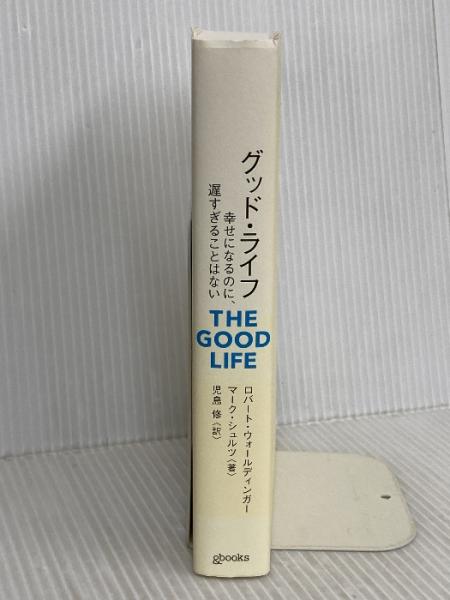 グッド・ライフ
幸せになるのに、
遅すぎることはない
THE
GOOD
LIFE
ロバート・ウォールディンガー
マーク・シュルツ〈著〉
児島 修〈訳〉
&books